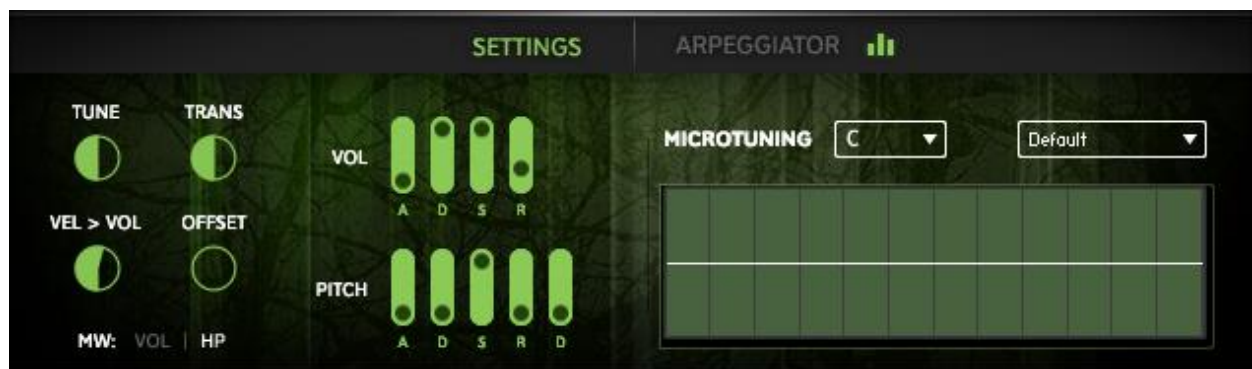 SETTINGS ARPEGGIATOR
TUNE TRANS
VEL > VOL OFFSET
MW: VOL | HP
VOL
A D S R
PITCH
A D S R D
MICROTUNING C Default